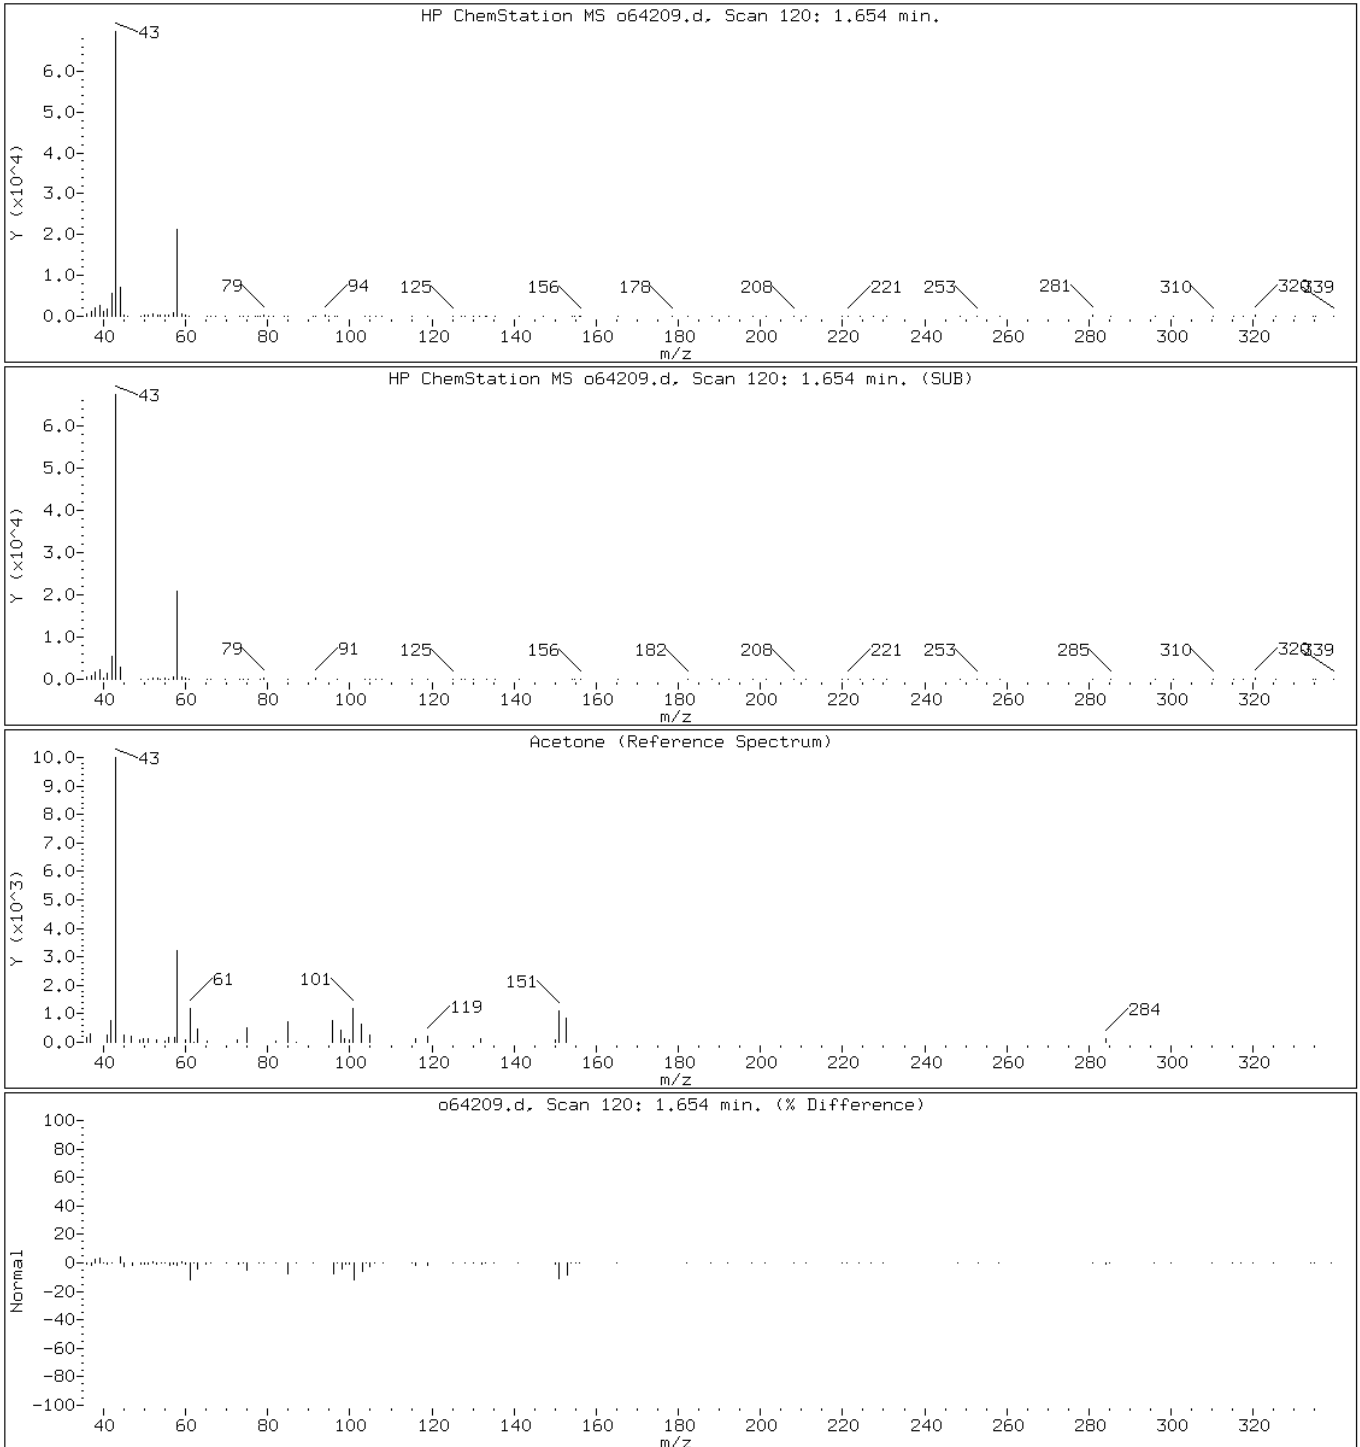 HP ChemStation MS o64209.d, Scan 120: 1.654 min.
43
6.0
5.0
4.0
3.0
2.0
1.0
0.0
Y (x10^4)
79 94 125 156 178 208 221 253 281 310 320 339
40 60 80 100 120 140 160 180 200 220 240 260 280 300 320
m/z
HP ChemStation MS o64209.d, Scan 120: 1.654 min. (SUB)
43
6.0
5.0
4.0
3.0
2.0
1.0
0.0
Y (x10^4)
79 91 125 156 182 208 221 253 285 310 320 339
40 60 80 100 120 140 160 180 200 220 240 260 280 300 320
m/z
Acetone (Reference Spectrum)
43
10.0
9.0
8.0
7.0
6.0
5.0
4.0
3.0
2.0
1.0
0.0
Y (x10^3)
61 101 119 151 284
40 60 80 100 120 140 160 180 200 220 240 260 280 300 320
m/z
o64209.d, Scan 120: 1.654 min. (% Difference)
100
80
60
40
20
0
-20
-40
-60
-80
-100
Normal
40 60 80 100 120 140 160 180 200 220 240 260 280 300 320
m/z